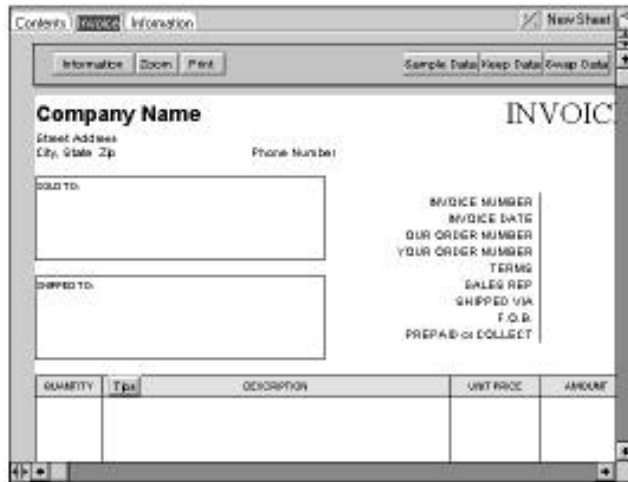 Contents Invoice Information New Sheet
Information Zoom Print Sample Data Keep Data Swap Data
Company Name INVOIC
Street Address
City, State Zip Phone Number
SOLD TO:
INVOICE NUMBER
INVOICE DATE
OUR ORDER NUMBER
YOUR ORDER NUMBER
TERMS
SHIPPED TO:
SALES REP
SHIPPED VIA
F.O.B.
PREPAID or COLLECT
QUANTITY Tips DESCRIPTION UNIT PRICE AMOUNT